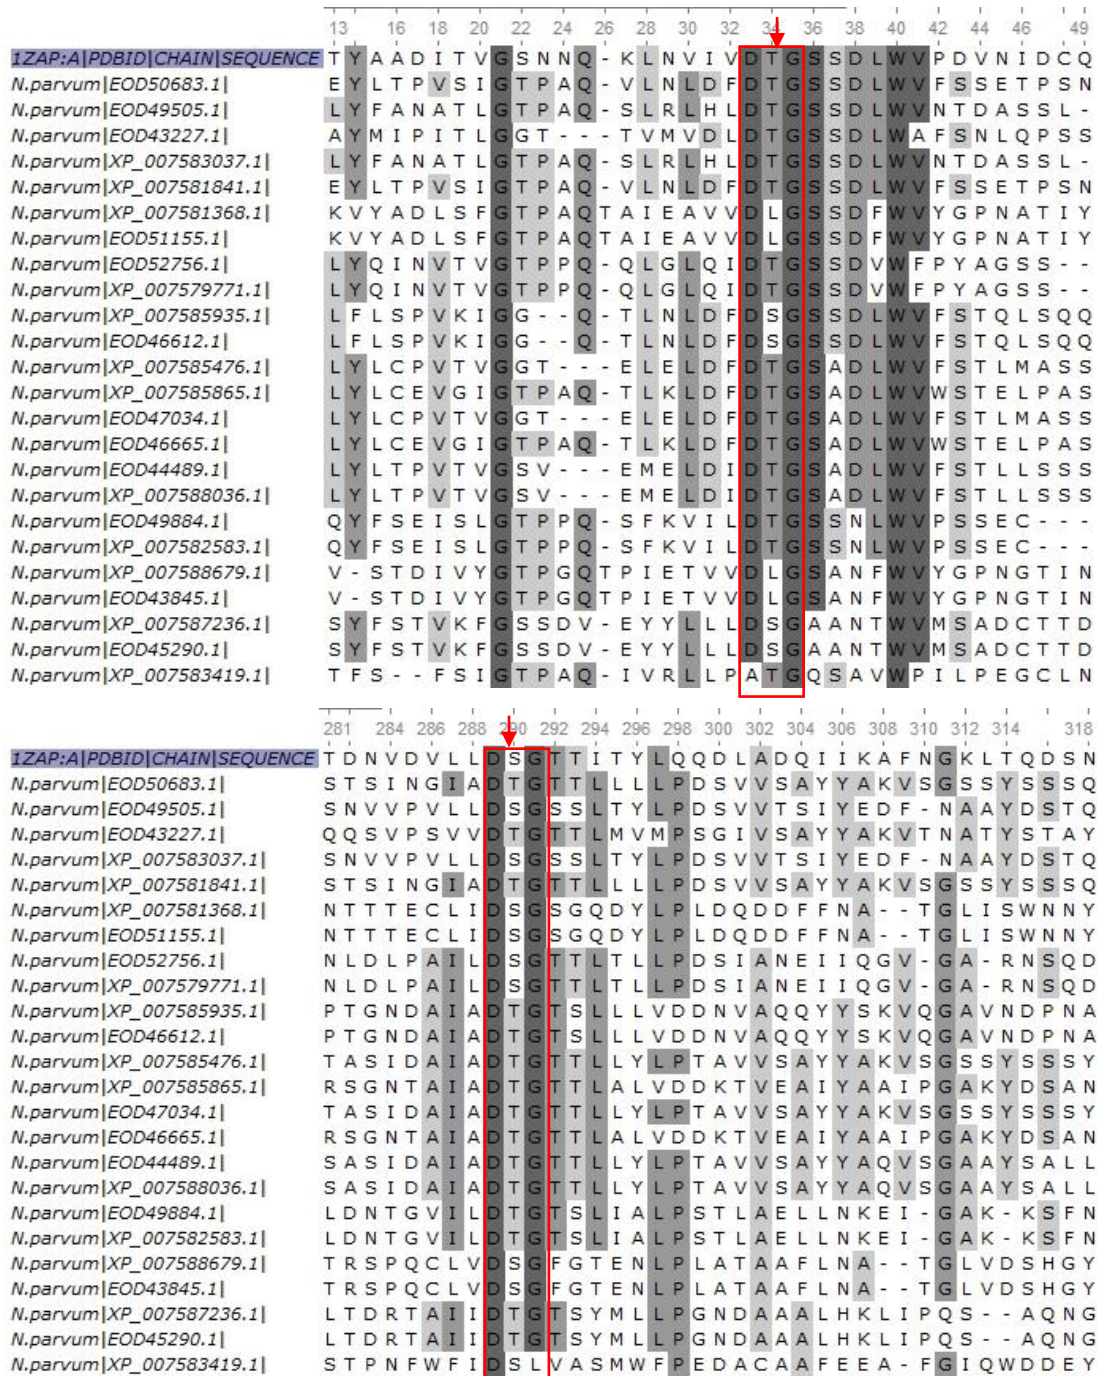 13 14 16 18 20 22 24 26 28 30 32 34 36 38 40 42 44 46 49
1ZAP:A|PDBID|CHAIN|SEQUENCE T Y A A D I T V G S N N Q - K L N V I V D T G S S D L W V P D V N I D C Q
N.parvum|EOD50683.1| E Y L T P V S I G T P A Q - V L N L D F D T G S S D L W V F S S E T P S N
N.parvum|EOD49505.1| L Y F A N A T L G T P A Q - S L R L H L D T G S S D L W V N T D A S S L -
N.parvum|EOD43227.1| A Y M I P I T L G G T - - - T V M V D L D T G S S D L W A F S N L Q P S S
N.parvum|XP_007583037.1| L Y F A N A T L G T P A Q - S L R L H L D T G S S D L W V N T D A S S L -
N.parvum|XP_007581841.1| E Y L T P V S I G T P A Q - V L N L D F D T G S S D L W V F S S E T P S N
N.parvum|XP_007581368.1| K V Y A D L S F G T P A Q T A I E A V V D L G S S D F W V Y G P N A T I Y
N.parvum|EOD51155.1| K V Y A D L S F G T P A Q T A I E A V V D L G S S D F W V Y G P N A T I Y
N.parvum|EOD52756.1| L Y Q I N V T V G T P P Q - Q L G L Q I D T G S S D V W F P Y A G S S - -
N.parvum|XP_007579771.1| L Y Q I N V T V G T P P Q - Q L G L Q I D T G S S D V W F P Y A G S S - -
N.parvum|XP_007585935.1| L F L S P V K I G G - - Q - T L N L D F D S G S S D L W V F S T Q L S Q Q
N.parvum|EOD46612.1| L F L S P V K I G G - - Q - T L N L D F D S G S S D L W V F S T Q L S Q Q
N.parvum|XP_007585476.1| L Y L C P V T V G G T - - - E L E L D F D T G S A D L W V F S T L M A S S
N.parvum|XP_007585865.1| L Y L C E V G I G T P A Q - T L K L D F D T G S A D L W V W S T E L P A S
N.parvum|EOD47034.1| L Y L C P V T V G G T - - - E L E L D F D T G S A D L W V F S T L M A S S
N.parvum|EOD46665.1| L Y L C E V G I G T P A Q - T L K L D F D T G S A D L W V W S T E L P A S
N.parvum|EOD44489.1| L Y L T P V T V G S V - - - E M E L D I D T G S A D L W V F S T L L S S S
N.parvum|XP_007588036.1| L Y L T P V T V G S V - - - E M E L D I D T G S A D L W V F S T L L S S S
N.parvum|EOD49884.1| Q Y F S E I S L G T P P Q - S F K V I L D T G S S N L W V P S S E C - - -
N.parvum|XP_007582583.1| Q Y F S E I S L G T P P Q - S F K V I L D T G S S N L W V P S S E C - - -
N.parvum|XP_007588679.1| V - S T D I V Y G T P G Q T P I E T V V D L G S A N F W V Y G P N G T I N
N.parvum|EOD43845.1| V - S T D I V Y G T P G Q T P I E T V V D L G S A N F W V Y G P N G T I N
N.parvum|XP_007587236.1| S Y F S T V K F G S S D V - E Y Y L L L D S G A A N T W V M S A D C T T D
N.parvum|EOD45290.1| S Y F S T V K F G S S D V - E Y Y L L L D S G A A N T W V M S A D C T T D
N.parvum|XP_007583419.1| T F S - - F S I G T P A Q - I V R L L P A T G Q S A V W P I L P E G C L N
281 284 286 288 290 292 294 296 298 300 302 304 306 308 310 312 314 318
1ZAP:A|PDBID|CHAIN|SEQUENCE T D N V D V L L D S G T T I T Y L Q Q D L A D Q I I K A F N G K L T Q D S N
N.parvum|EOD50683.1| S T S I N G I A D T G T T L L L L P D S V V S A Y Y A K V S G S S Y S S S Q
N.parvum|EOD49505.1| S N V V P V L L D S G S S L T Y L P D S V V T S I Y E D F - N A A Y D S T Q
N.parvum|EOD43227.1| Q Q S V P S V V D T G T T L M V M P S G I V S A Y Y A K V T N A T Y S T A Y
N.parvum|XP_007583037.1| S N V V P V L L D S G S S L T Y L P D S V V T S I Y E D F - N A A Y D S T Q
N.parvum|XP_007581841.1| S T S I N G I A D T G T T L L L L P D S V V S A Y Y A K V S G S S Y S S S Q
N.parvum|XP_007581368.1| N T T T E C L I D S G S G Q D Y L P L D Q D D F F N A - - T G L I S W N N Y
N.parvum|EOD51155.1| N T T T E C L I D S G S G Q D Y L P L D Q D D F F N A - - T G L I S W N N Y
N.parvum|EOD52756.1| N L D L P A I L D S G T T L T L L P D S I A N E I I Q G V - G A - R N S Q D
N.parvum|XP_007579771.1| N L D L P A I L D S G T T L T L L P D S I A N E I I Q G V - G A - R N S Q D
N.parvum|XP_007585935.1| P T G N D A I A D T G T S L L L V D D N V A Q Q Y Y S K V Q G A V N D P N A
N.parvum|EOD46612.1| P T G N D A I A D T G T S L L L V D D N V A Q Q Y Y S K V Q G A V N D P N A
N.parvum|XP_007585476.1| T A S I D A I A D T G T T L L Y L P T A V V S A Y Y A K V S G S S Y S S S Y
N.parvum|XP_007585865.1| R S G N T A I A D T G T T L A L V D D K T V E A I Y A A I P G A K Y D S A N
N.parvum|EOD47034.1| T A S I D A I A D T G T T L L Y L P T A V V S A Y Y A K V S G S S Y S S S Y
N.parvum|EOD46665.1| R S G N T A I A D T G T T L A L V D D K T V E A I Y A A I P G A K Y D S A N
N.parvum|EOD44489.1| S A S I D A I A D T G T T L L Y L P T A V V S A Y Y A Q V S G A A Y S A L L
N.parvum|XP_007588036.1| S A S I D A I A D T G T T L L Y L P T A V V S A Y Y A Q V S G A A Y S A L L
N.parvum|EOD49884.1| L D N T G V I L D T G T S L I A L P S T L A E L L N K E I - G A K - K S F N
N.parvum|XP_007582583.1| L D N T G V I L D T G T S L I A L P S T L A E L L N K E I - G A K - K S F N
N.parvum|XP_007588679.1| T R S P Q C L V D S G F G T E N L P L A T A A F L N A - - T G L V D S H G Y
N.parvum|EOD43845.1| T R S P Q C L V D S G F G T E N L P L A T A A F L N A - - T G L V D S H G Y
N.parvum|XP_007587236.1| L T D R T A I I D T G T S Y M L L P G N D A A A L H K L I P Q S - - A Q N G
N.parvum|EOD45290.1| L T D R T A I I D T G T S Y M L L P G N D A A A L H K L I P Q S - - A Q N G
N.parvum|XP_007583419.1| S T P N F W F I D S L V A S M W F P E D A C A A F E E A - F G I Q W D D E Y